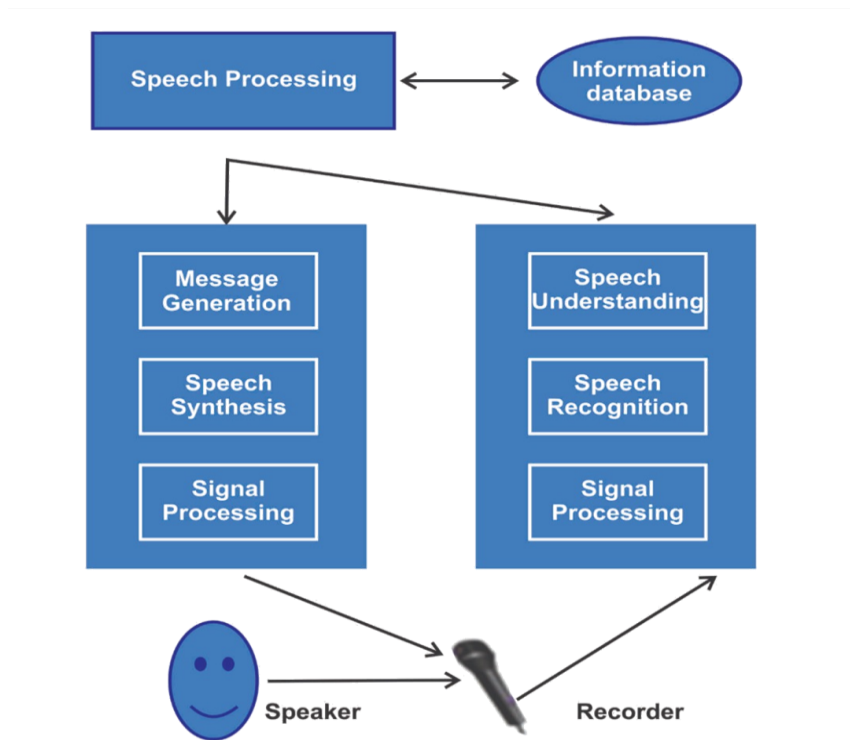 Speech Processing
Information
database
Message
Generation
Speech
Synthesis
Signal
Processing
Speech
Understanding
Speech
Recognition
Signal
Processing
Speaker
Recorder